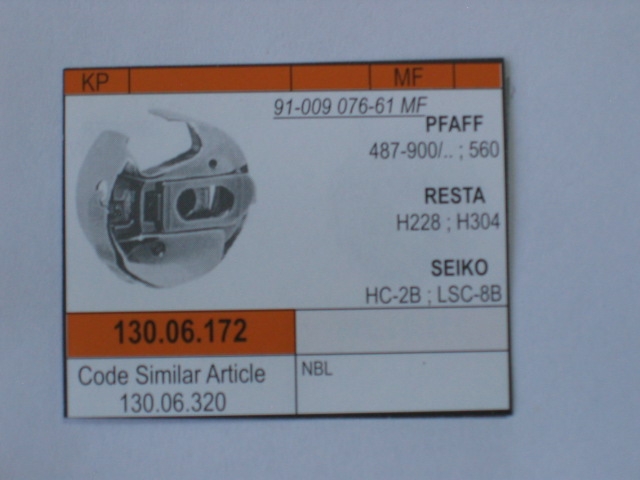 KP MF
91-009 076-61 MF
PFAFF
487-900/.. ; 560
RESTA
H228 ; H304
SEIKO
HC-2B ; LSC-8B
130.06.172
Code Similar Article
130.06.320
NBL